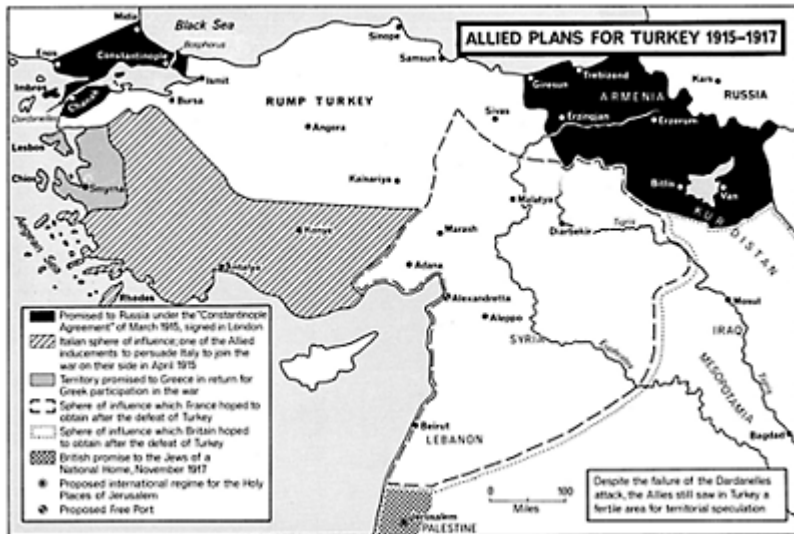 ALLIED PLANS FOR TURKEY 1915–1917
Black Sea
Midia
Bosphorus
Enos
Constantinople
Sinope
Samsun
Ismit
Imbros
Chanak
Dardanelles
Bursa
RUMP TURKEY
Giresun
Trebizond
Kars
ARMENIA
RUSSIA
Sivas
Erzingan
Erzerum
Angora
Lesbos
Chios
Smyrna
Kaisariya
Bitlis
Van
Malatya
KURDISTAN
Aegean Sea
Konya
Marash
Diarbekir
Tigris
Antalya
Adana
Rhodes
Alexandretta
Mosul
Aleppo
SYRIA
IRAQ
Euphrates
MESOPOTAMIA
Tigris
Beirut
LEBANON
Bagdad
Jerusalem
PALESTINE
Promised to Russia under the "Constantinople
Agreement" of March 1915, signed in London
Italian sphere of influence; one of the Allied
inducements to persuade Italy to join the
war on their side in April 1915
Territory promised to Greece in return for
Greek participation in the war
Sphere of influence which France hoped to
obtain after the defeat of Turkey
Sphere of influence which Britain hoped
to obtain after the defeat of Turkey
British promise to the Jews of a
National Home, November 1917
Proposed international regime for the Holy
Places of Jerusalem
Proposed Free Port
0 100
Miles
Despite the failure of the Dardanelles
attack, the Allies still saw in Turkey a
fertile area for territorial speculation